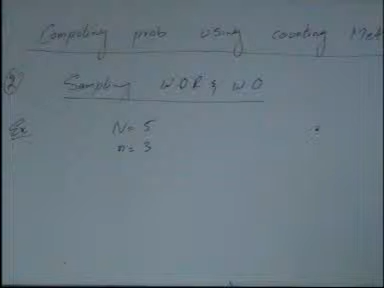 Computing prob using counting Met
② Sampling WOR & WO
Ex N = 5
n = 3